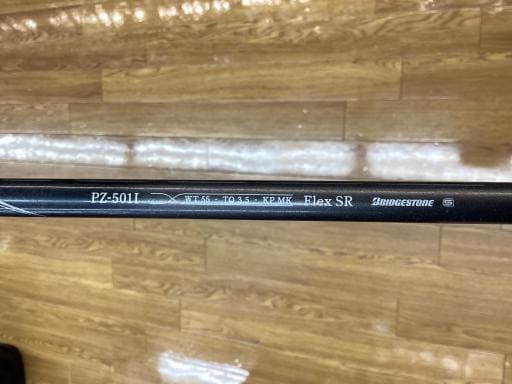 PZ-501I WT 55 - TQ 3.5 - KP MK Flex SR BRIDGESTONE S